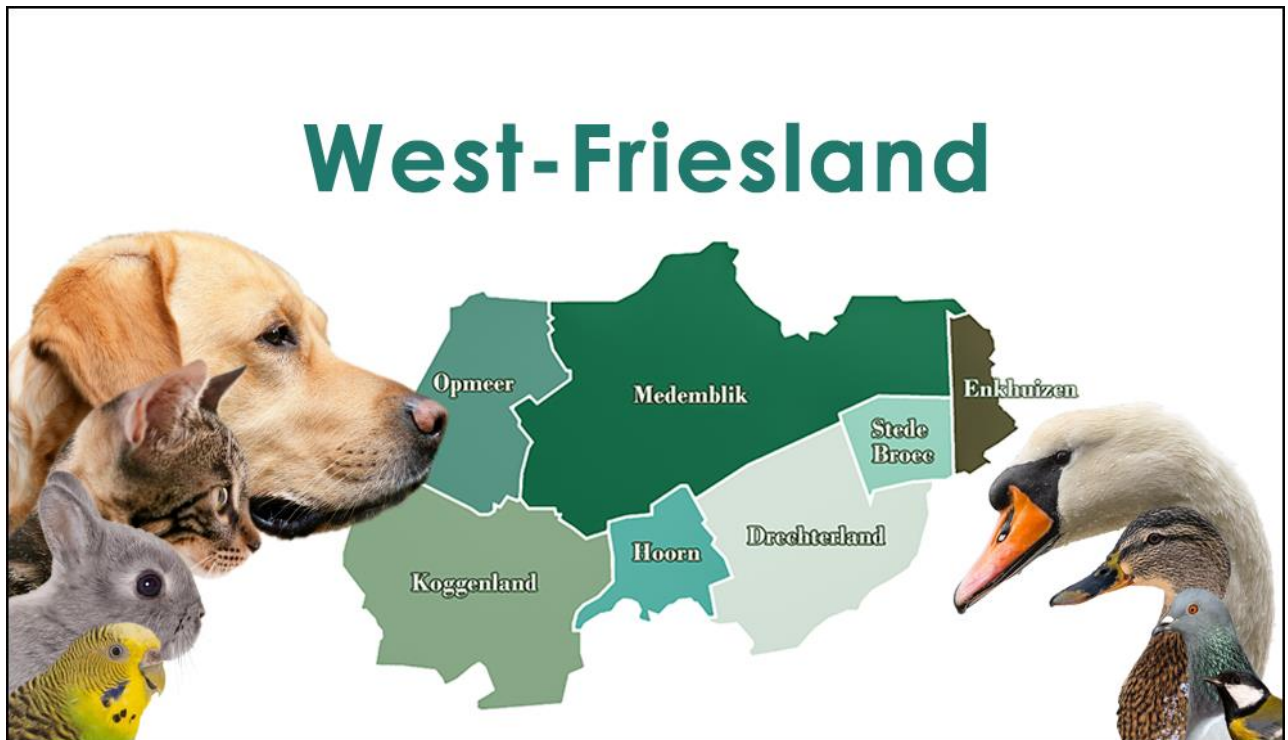 West-Friesland
Opmeer
Medemblik
Enkhuizen
Stede
Broec
Drechterland
Hoorn
Koggenland